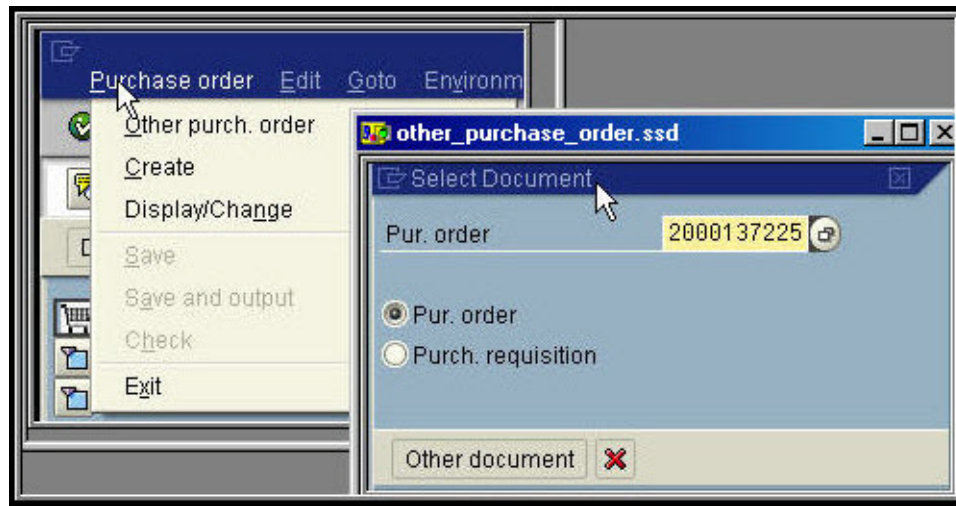 Purchase order Edit Goto Environm
Other purch. order
Create
Display/Change
Save
Save and output
Check
Exit
other_purchase_order.ssd
Select Document
Pur. order 2000137225
Pur. order
Purch. requisition
Other document